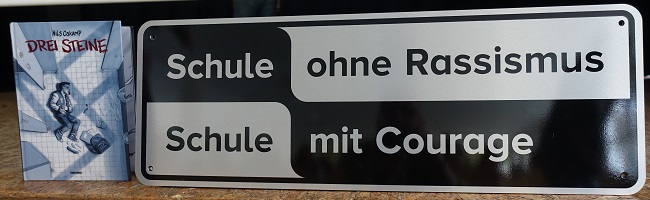 Nils Oskamp
DREI STEINE
Schule ohne Rassismus
Schule mit Courage